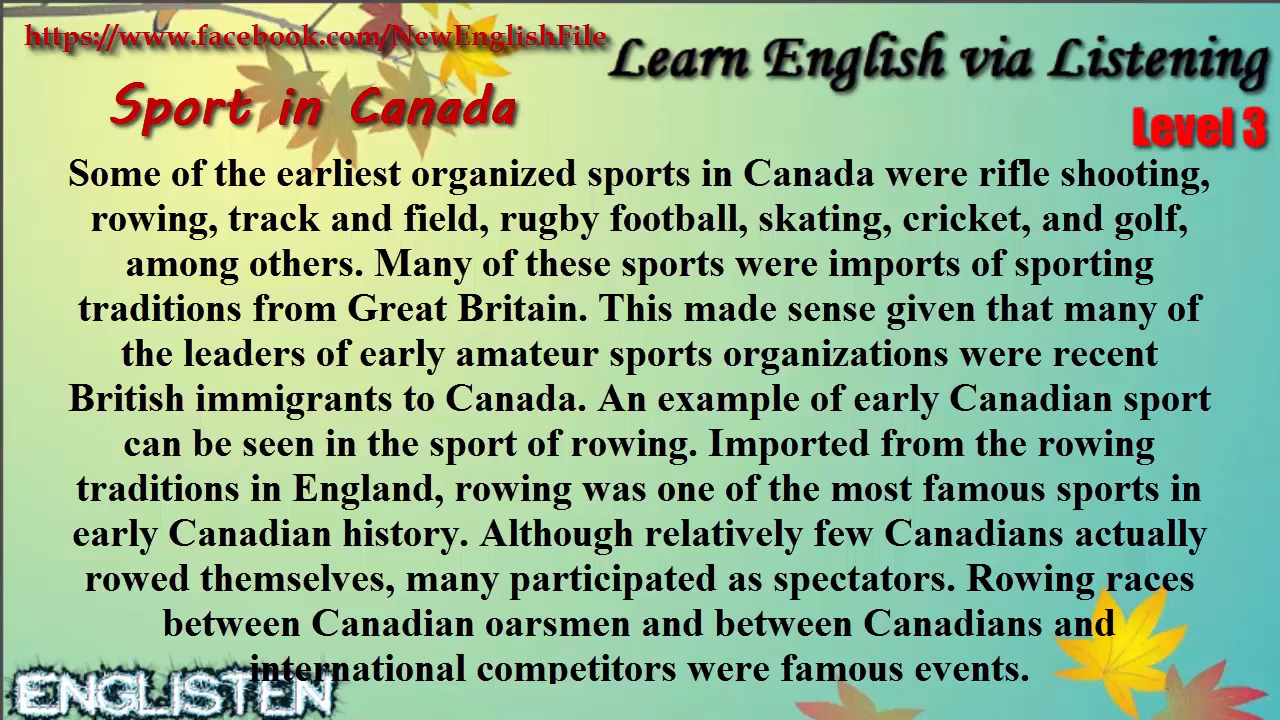 https://www.facebook.com/NewEnglishFile
Learn English via Listening
Sport in Canada
Level 3
Some of the earliest organized sports in Canada were rifle shooting,
rowing, track and field, rugby football, skating, cricket, and golf,
among others. Many of these sports were imports of sporting
traditions from Great Britain. This made sense given that many of
the leaders of early amateur sports organizations were recent
British immigrants to Canada. An example of early Canadian sport
can be seen in the sport of rowing. Imported from the rowing
traditions in England, rowing was one of the most famous sports in
early Canadian history. Although relatively few Canadians actually
rowed themselves, many participated as spectators. Rowing races
between Canadian oarsmen and between Canadians and
international competitors were famous events.
ENGLISTEN